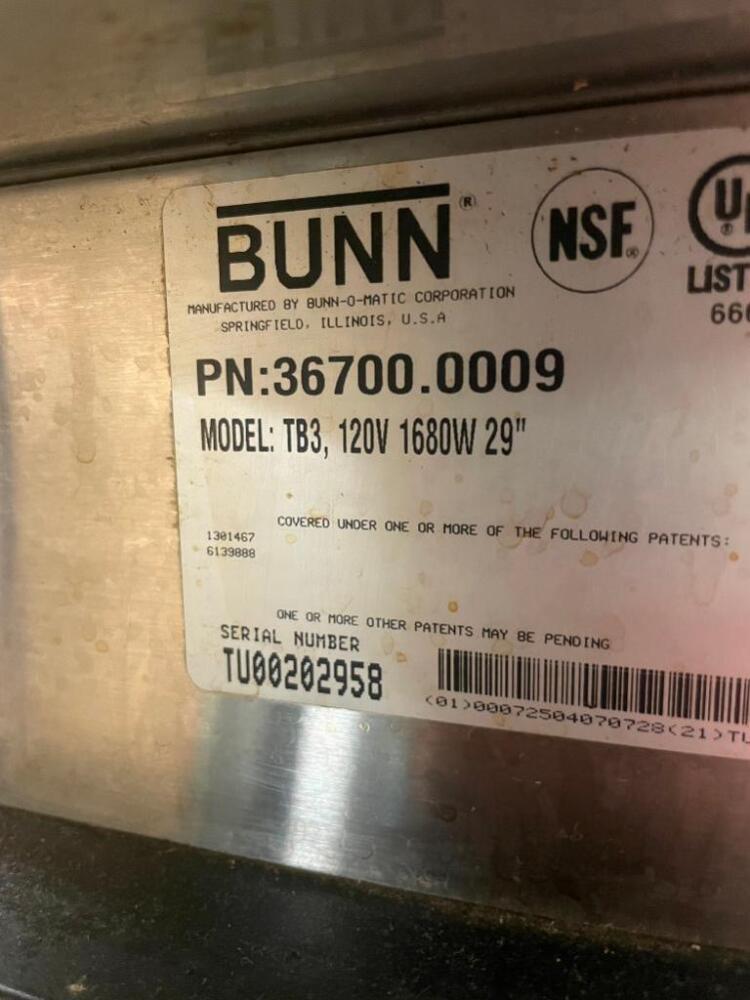 BUNN®
NSF®
U
LIST
MANUFACTURED BY BUNN-O-MATIC CORPORATION
SPRINGFIELD, ILLINOIS, U.S.A
PN:36700.0009
MODEL: TB3, 120V 1680W 29"
COVERED UNDER ONE OR MORE OF THE FOLLOWING PATENTS:
1301467
6139888
ONE OR MORE OTHER PATENTS MAY BE PENDING
SERIAL NUMBER
TU00202958
(01)00072504070728(21)TU